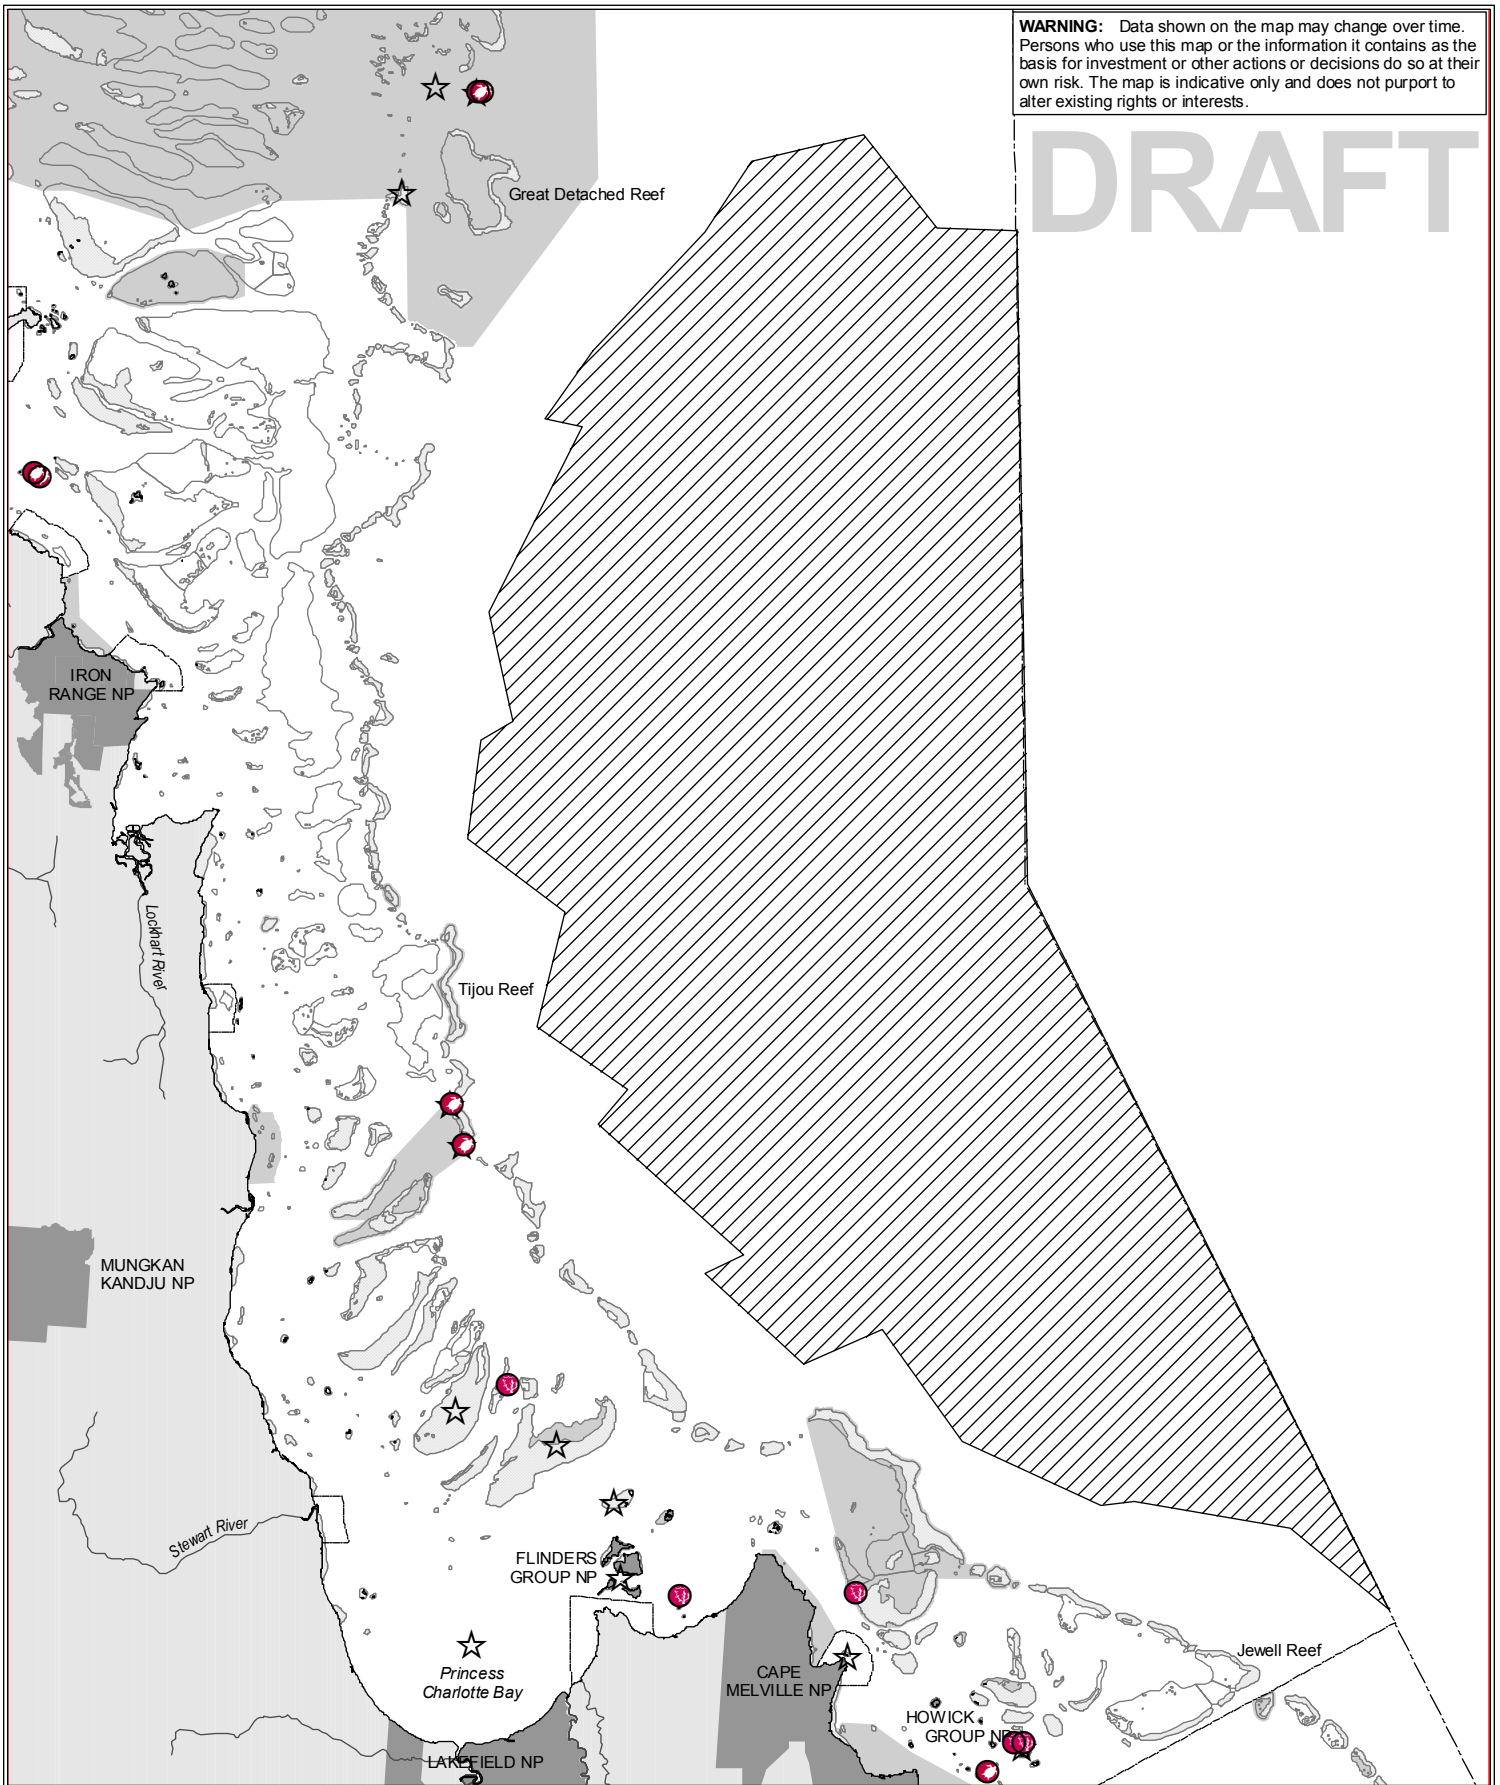 WARNING: Data shown on the map may change over time.
Persons who use this map or the information it contains as the
basis for investment or other actions or decisions do so at their
own risk. The map is indicative only and does not purport to
alter existing rights or interests.
DRAFT
Great Detached Reef
IRON
RANGE NP
Lockhart River
Tijou Reef
MUNGKAN
KANDJU NP
Stewart River
FLINDERS
GROUP NP
Princess
Charlotte Bay
CAPE
MELVILLE NP
Jewell Reef
HOWICK
GROUP NP
LAKEFIELD NP